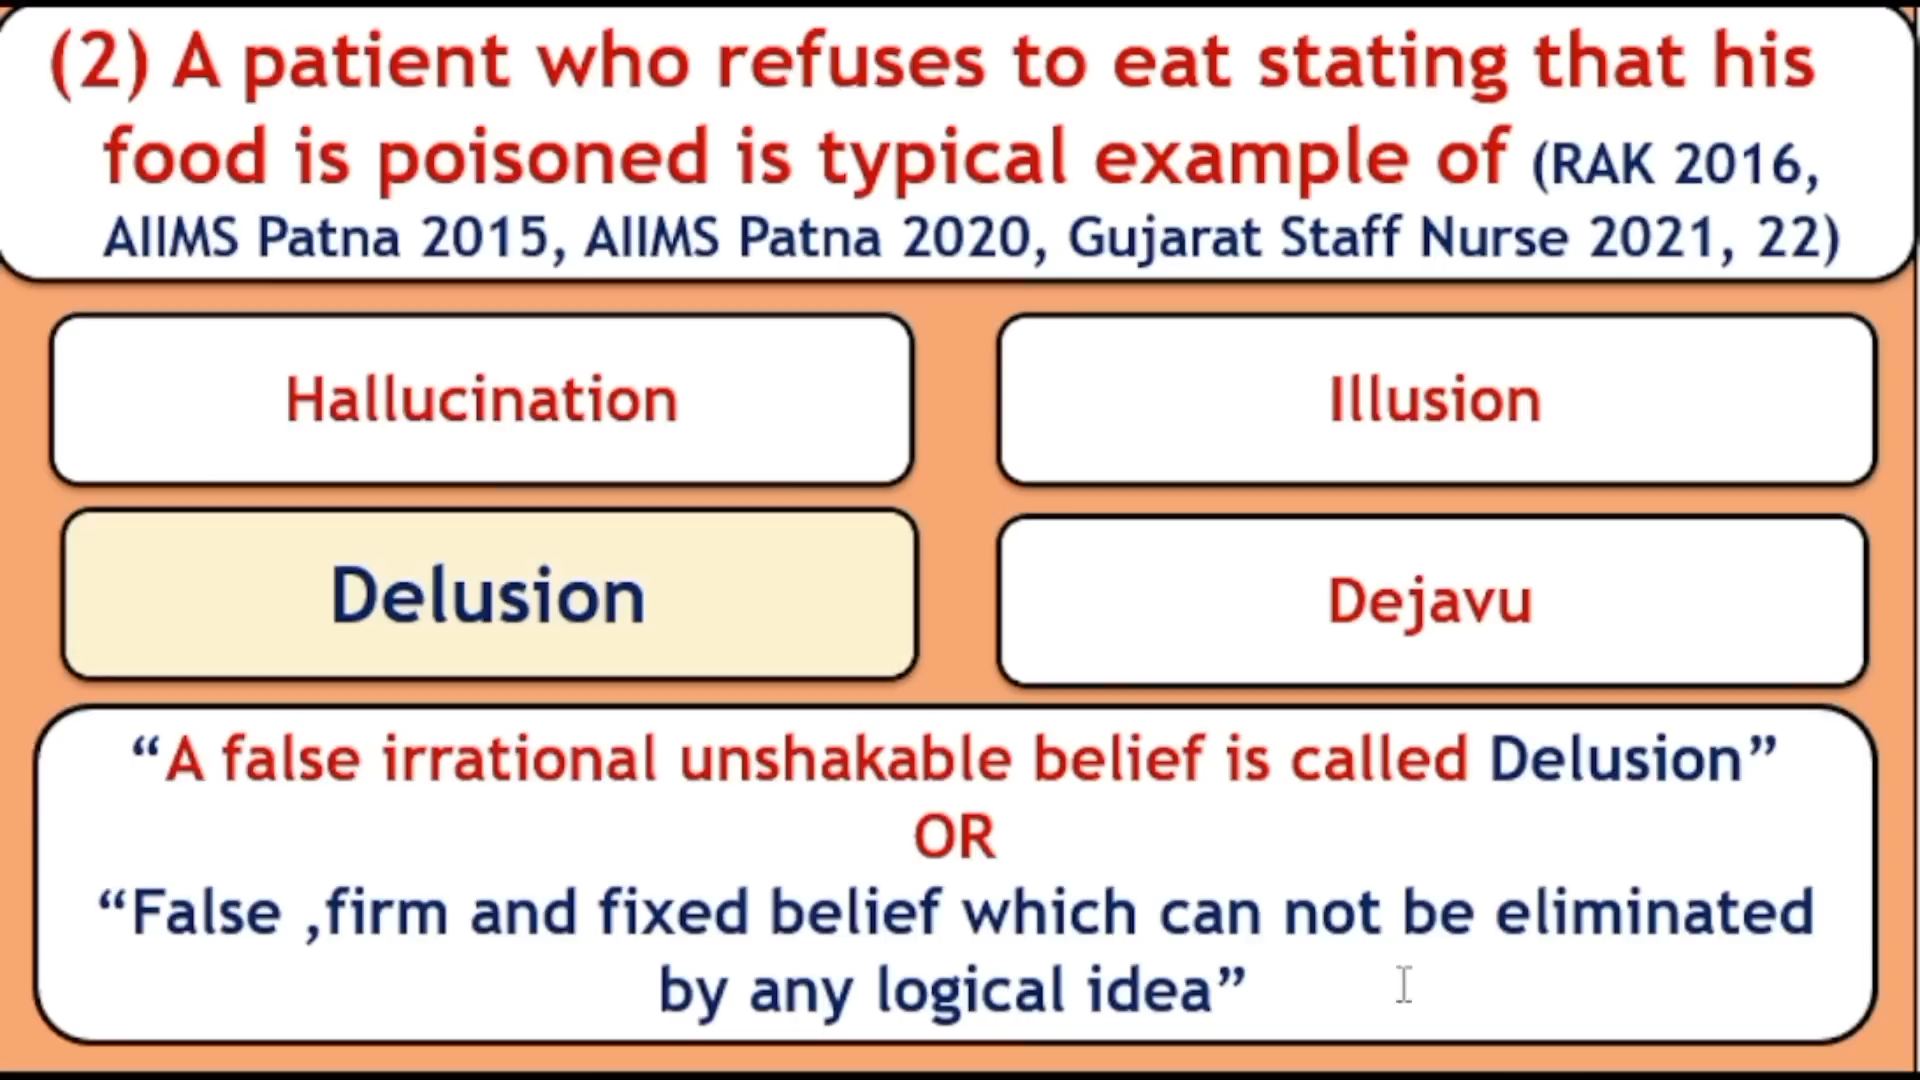 (2) A patient who refuses to eat stating that his
food is poisoned is typical example of (RAK 2016,
AIIMS Patna 2015, AIIMS Patna 2020, Gujarat Staff Nurse 2021, 22)
Hallucination
Illusion
Delusion
Dejavu
“A false irrational unshakable belief is called Delusion”
OR
“False ,firm and fixed belief which can not be eliminated
by any logical idea”